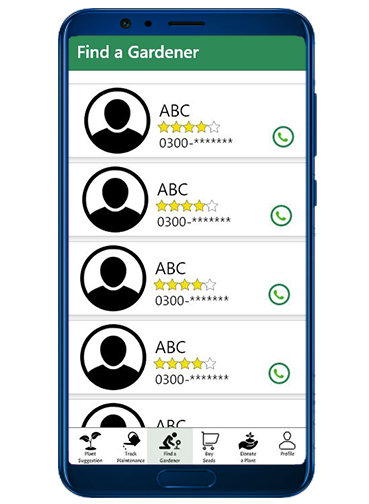 Find a Gardener
ABC
0300-*******
ABC
0300-*******
ABC
0300-*******
ABC
0300-*******
ABC
Plant
Suggestion
Track
Maintenance
Find a
Gardener
Buy
Seeds
Donate
a Plant
Profile